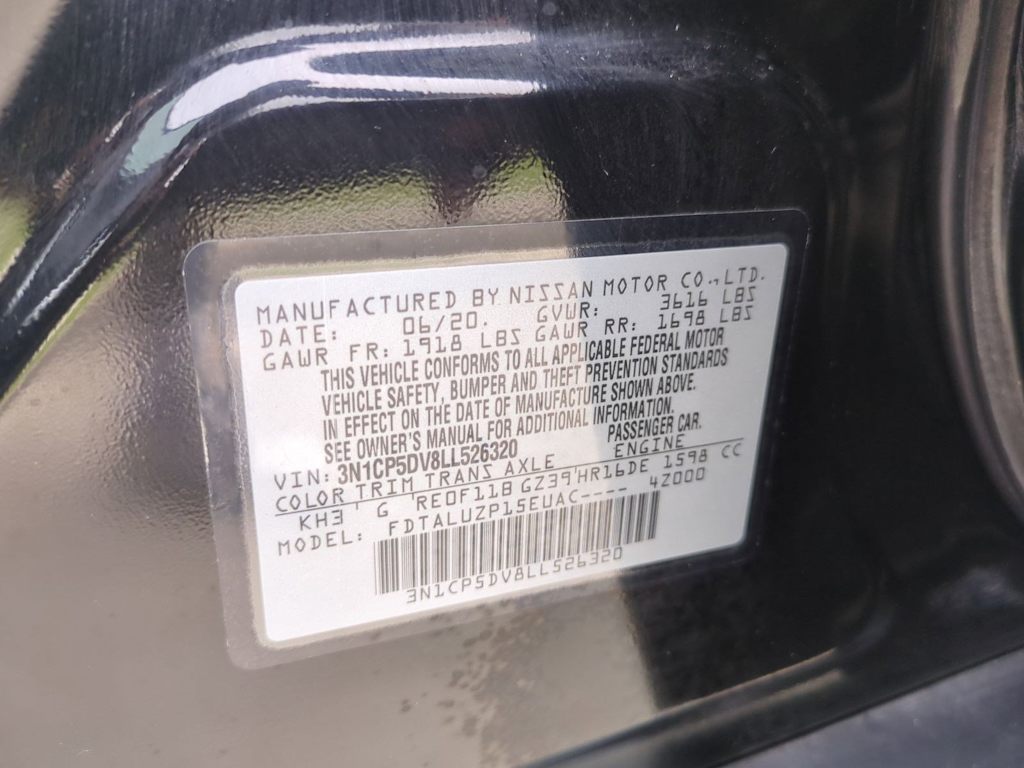 MANUFACTURED BY NISSAN MOTOR CO.,LTD.
DATE: 06/20. GVWR: 3616 LBS
GAWR FR: 1918 LBS GAWR RR: 1698 LBS
THIS VEHICLE CONFORMS TO ALL APPLICABLE FEDERAL MOTOR
VEHICLE SAFETY, BUMPER AND THEFT PREVENTION STANDARDS
IN EFFECT ON THE DATE OF MANUFACTURE SHOWN ABOVE.
SEE OWNER'S MANUAL FOR ADDITIONAL INFORMATION.
VIN: 3N1CP5DV8LL526320 PASSENGER CAR.
COLOR TRIM TRANS AXLE ENGINE
KH3 ' G 'RE0F11B GZ39'HR16DE 1598 CC
MODEL: FDTALUZP15EUAC---- 4Z000
3N1CP5DV8LL526320